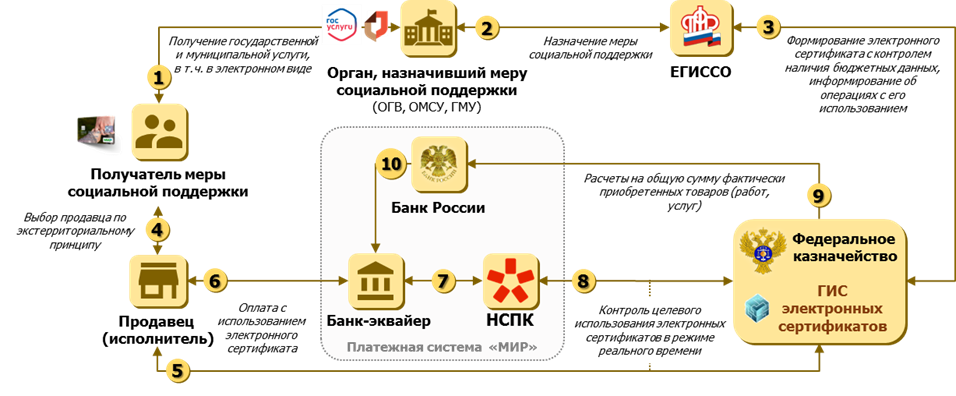 гос
услуги
2
3
Получение государственной
и муниципальной услуги,
в т.ч. в электронном виде
Назначение меры
социальной поддержки
Формирование электронного
сертификата с контролем
наличия бюджетных данных,
информирование об
операциях с его
использованием
Орган, назначивший меру
социальной поддержки
(ОГВ, ОМСУ, ГМУ)
ЕГИССО
1
Получатель меры
социальной поддержки
10
БАНК РОССИИ
Банк России
Расчеты на общую сумму фактически
приобретенных товаров (работ,
услуг)
9
Выбор продавца по
экстерриториальному
принципу
4
Федеральное
казначейство
6
7
8
ГИС
электронных
сертификатов
Продавец
(исполнитель)
Оплата с
использованием
электронного
сертификата
Банк-эквайер
НСПК
Платежная система «МИР»
Контроль целевого
использования электронных
сертификатов в режиме
реального времени
5